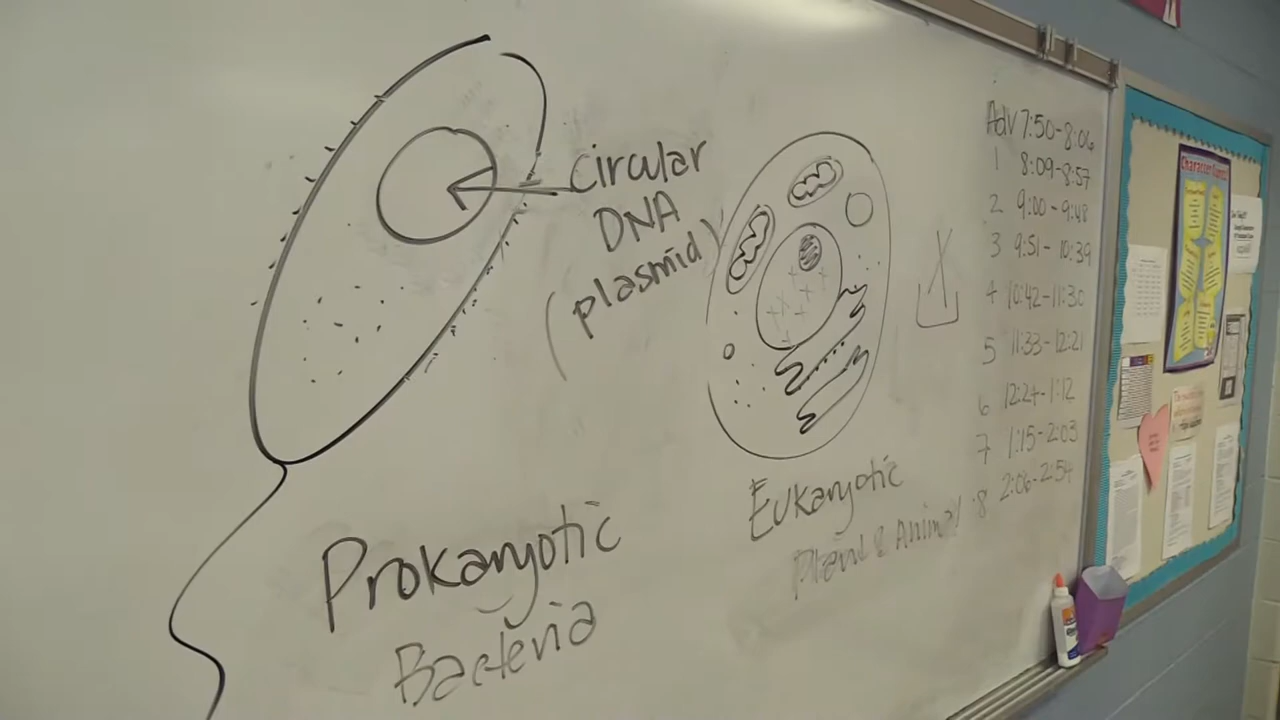 Circular
DNA
(plasmid)
Prokaryotic
Bacteria
Eukaryotic
Plant & Animal
Adv 7:50-8:06
1 8:09-8:57
2 9:00-9:48
3 9:51-10:39
4 10:42-11:30
5 11:33-12:21
6 12:24-1:12
7 1:15-2:03
8 2:06-2:54